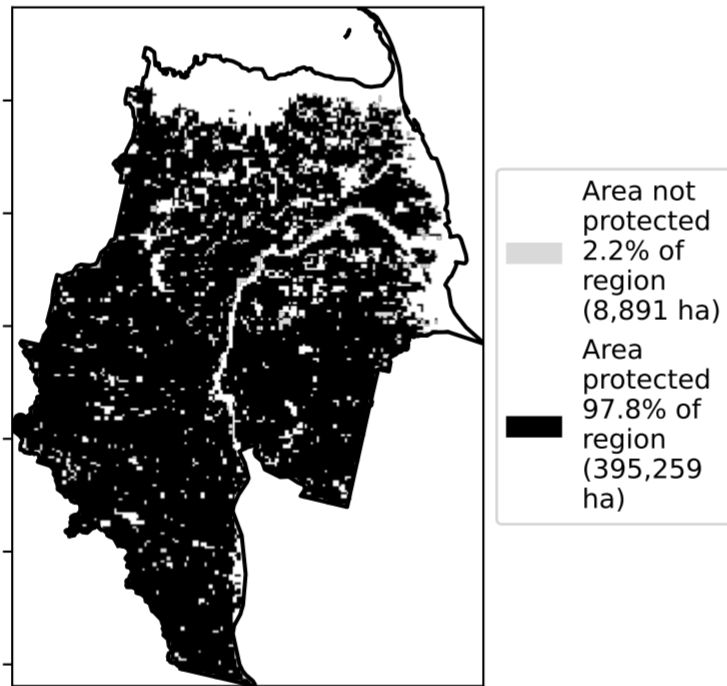 Area not
protected
2.2% of
region
(8,891 ha)
Area
protected
97.8% of
region
(395,259
ha)